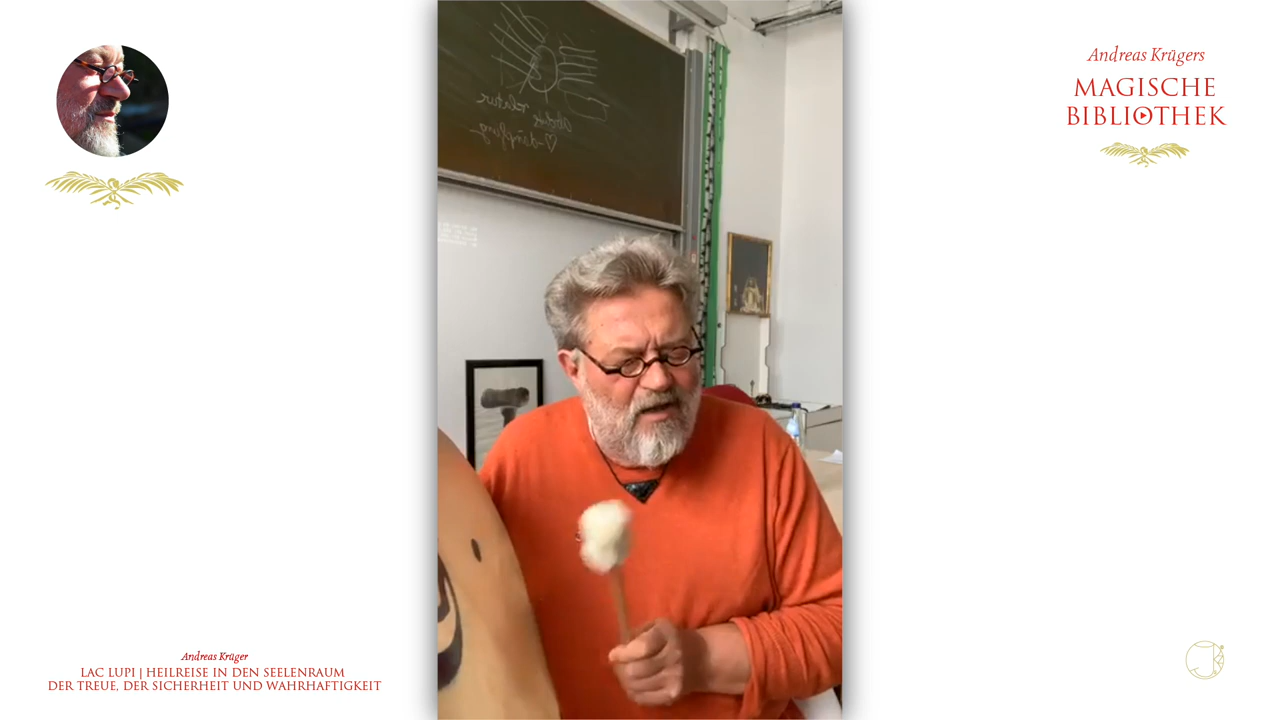 Andreas Krügers
MAGISCHE
BIBLIOTHEK
Andreas Krüger
LAC LUPI | HEILREISE IN DEN SEELENRAUM
DER TREUE, DER SICHERHEIT UND WAHRHAFTIGKEIT